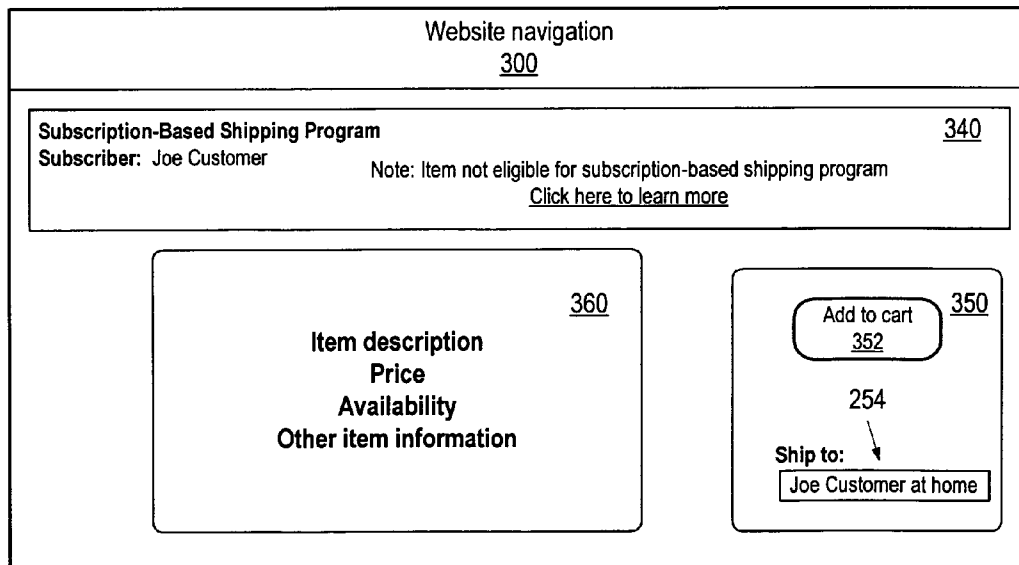 Website navigation
300
Subscription-Based Shipping Program
340
Subscriber: Joe Customer
Note: Item not eligible for subscription-based shipping program
Click here to learn more
360
Item description
Price
Availability
Other item information
350
Add to cart
352
254
Ship to:
Joe Customer at home